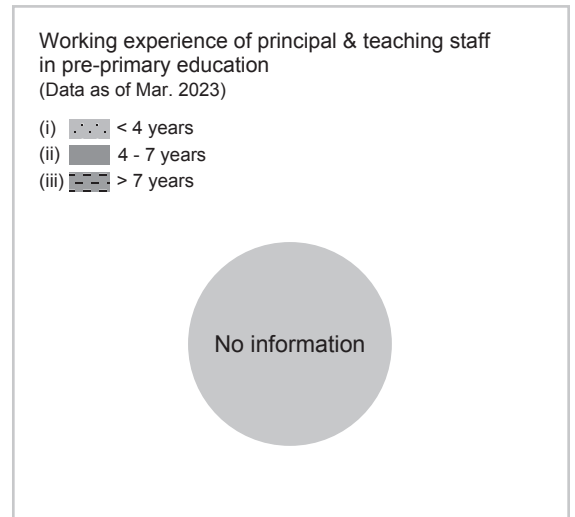 Working experience of principal & teaching staff
in pre-primary education
(Data as of Mar. 2023)
(i) < 4 years
(ii) 4 - 7 years
(iii) > 7 years
No information